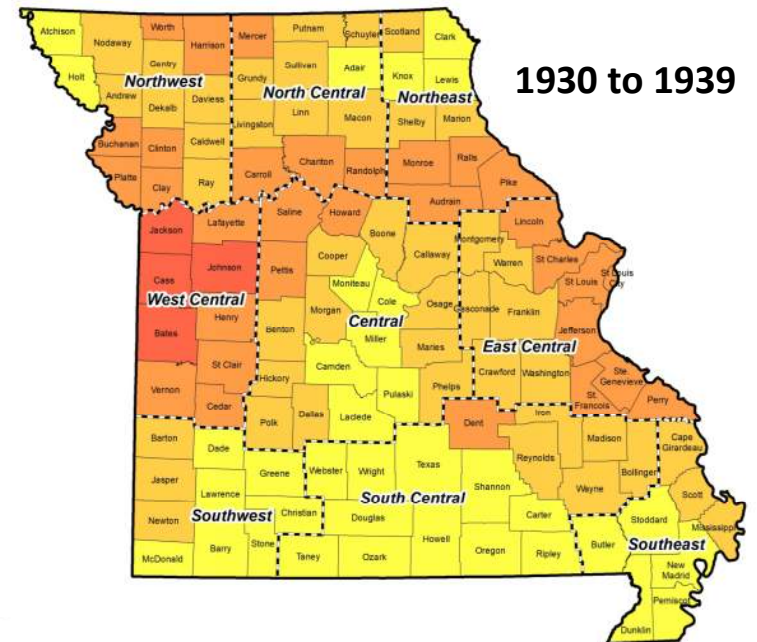 1930 to 1939
Atchison
Nodaway
Worth
Harrison
Mercer
Putnam
Schuyler
Scotland
Clark
Holt
Gentry
Northwest
Sullivan
Adair
Knox
Lewis
Grundy
North Central
Northeast
Andrew
Dekalb
Daviess
Livingston
Linn
Macon
Shelby
Marion
Buchanan
Clinton
Caldwell
Chariton
Monroe
Ralls
Platte
Clay
Ray
Carroll
Randolph
Pike
Audrain
Jackson
Lafayette
Saline
Howard
Boone
Callaway
Montgomery
Lincoln
Warren
St Charles
St Louis
St Louis
City
Cass
Johnson
Pettis
Cooper
Moniteau
Cole
Osage
Gasconade
Franklin
Jefferson
West Central
Henry
Benton
Morgan
Central
Miller
Maries
East Central
Bates
St Clair
Hickory
Camden
Pulaski
Phelps
Crawford
Washington
Ste.
Genevieve
St.
Francois
Perry
Vernon
Cedar
Polk
Dallas
Laclede
Dent
Iron
Madison
Cape
Girardeau
Barton
Dade
Reynolds
Bollinger
Jasper
Greene
Webster
Wright
Texas
Shannon
Wayne
Scott
Lawrence
South Central
Newton
Southwest
Christian
Douglas
Carter
Stoddard
Mississippi
McDonald
Barry
Stone
Taney
Ozark
Howell
Oregon
Ripley
Butler
Southeast
New
Madrid
Pemiscot
Dunklin